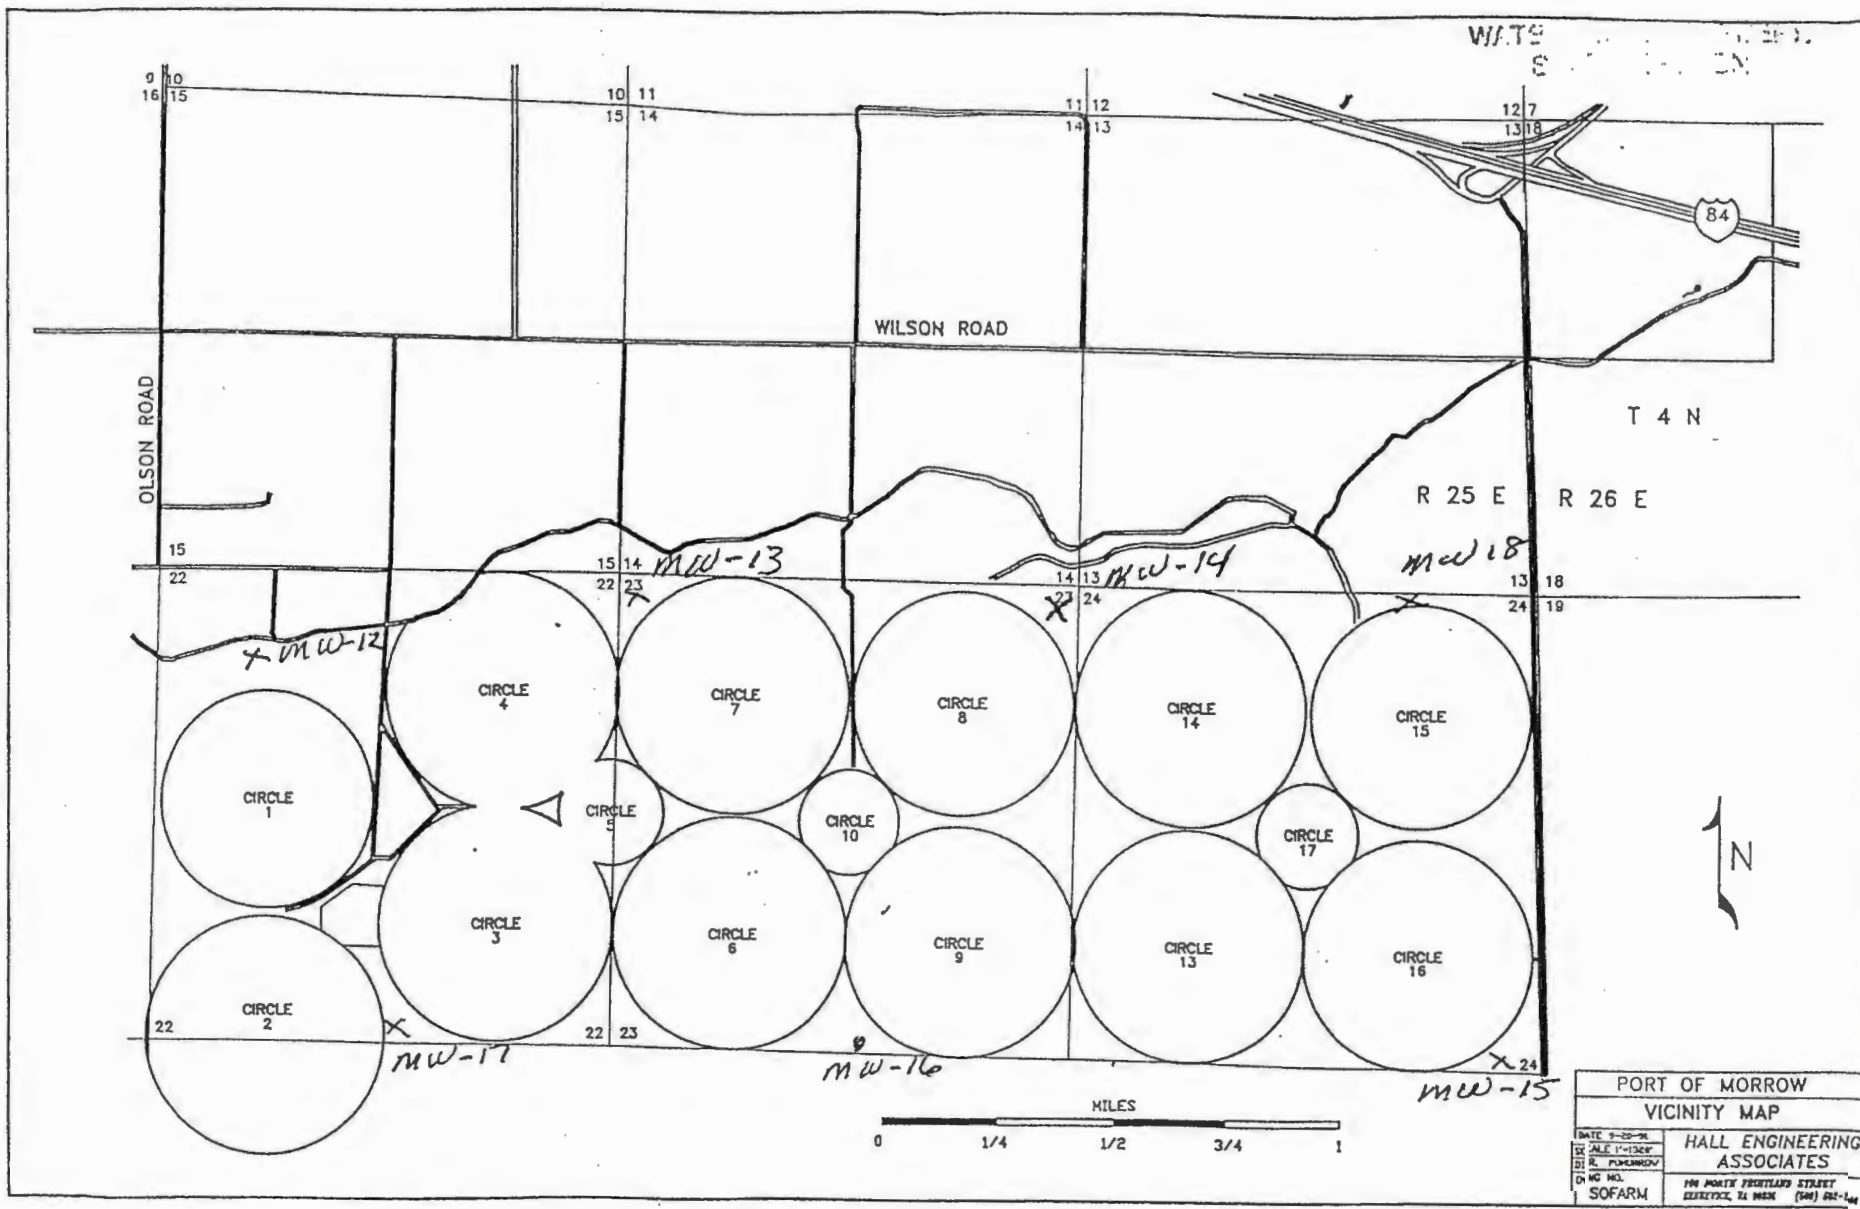 9 10
16 15
10 11
15 14
11 12
14 13
12 7
13 18
84
WILSON ROAD
OLSON ROAD
T 4 N
R 25 E R 26 E
15
22
15 14
22 23
MW-13
14 13
23 24
MW-14
MW 18
13 18
24 19
X MW-12
X
X
X
CIRCLE
4
CIRCLE
7
CIRCLE
8
CIRCLE
14
CIRCLE
15
CIRCLE
1
CIRCLE
5
CIRCLE
10
CIRCLE
17
N
CIRCLE
3
CIRCLE
6
CIRCLE
9
CIRCLE
13
CIRCLE
16
CIRCLE
2
22
X
22 23
MW-17
MW-16
X 24
MW-15
MILES
0 1/4 1/2 3/4 1
PORT OF MORROW
VICINITY MAP
HALL ENGINEERING
ASSOCIATES
SOFARM